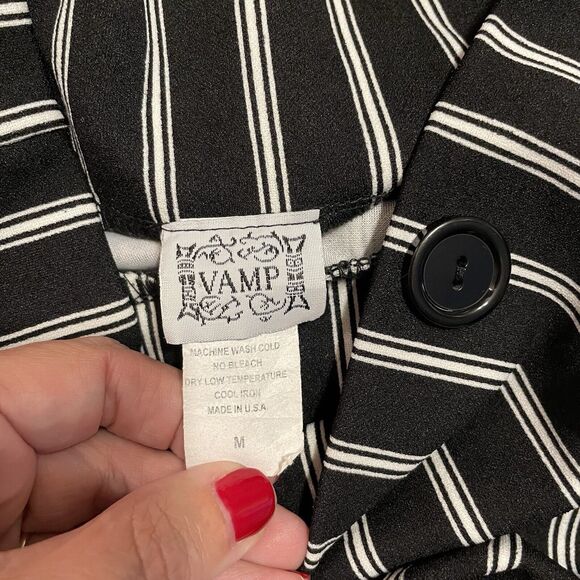 VAMP
MACHINE WASH COLD
NO BLEACH
DRY LOW TEMPERATURE
COOL IRON
MADE IN U.S.A.
M